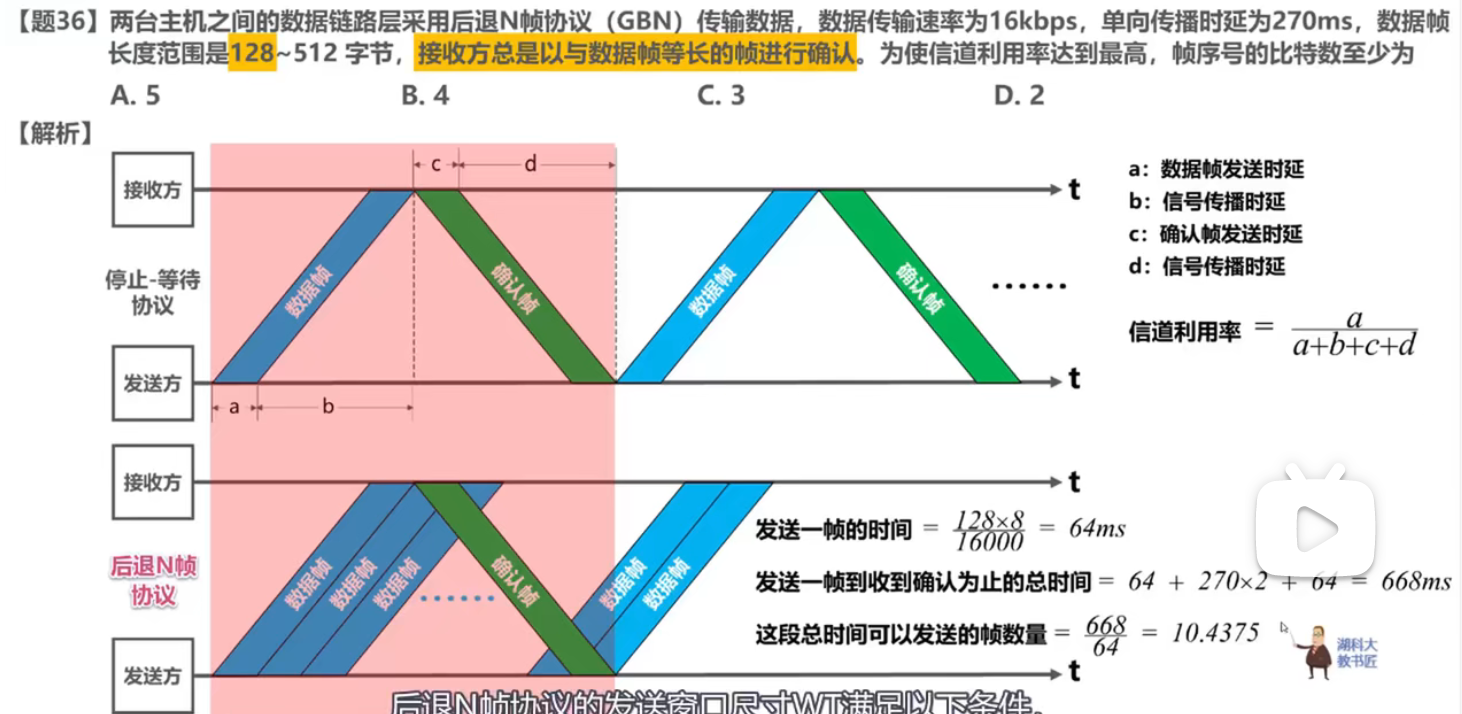 【题36】两台主机之间的数据链路层采用后退N帧协议（GBN）传输数据，数据传输速率为16kbps，单向传播时延为270ms，数据帧
长度范围是128~512 字节，接收方总是以与数据帧等长的帧进行确认。为使信道利用率达到最高，帧序号的比特数至少为
A. 5 B. 4 C. 3 D. 2
【解析】
c d
接收方 t
数据帧 确认帧 数据帧 确认帧
停止-等待
协议
......
发送方 t
a b
a：数据帧发送时延
b：信号传播时延
c：确认帧发送时延
d：信号传播时延
信道利用率 = a
a+b+c+d
接收方 t
后退N帧
协议
数据帧 数据帧 数据帧 ...... 确认帧 数据帧 数据帧
发送方 t
发送一帧的时间 = 128×8
16000 = 64ms
发送一帧到收到确认为止的总时间 = 64 + 270×2 + 64 = 668ms
这段总时间可以发送的帧数量 = 668
64 = 10.4375
湖科大
教书匠
后退N帧协议的发送窗口尺寸WT满足以下条件。